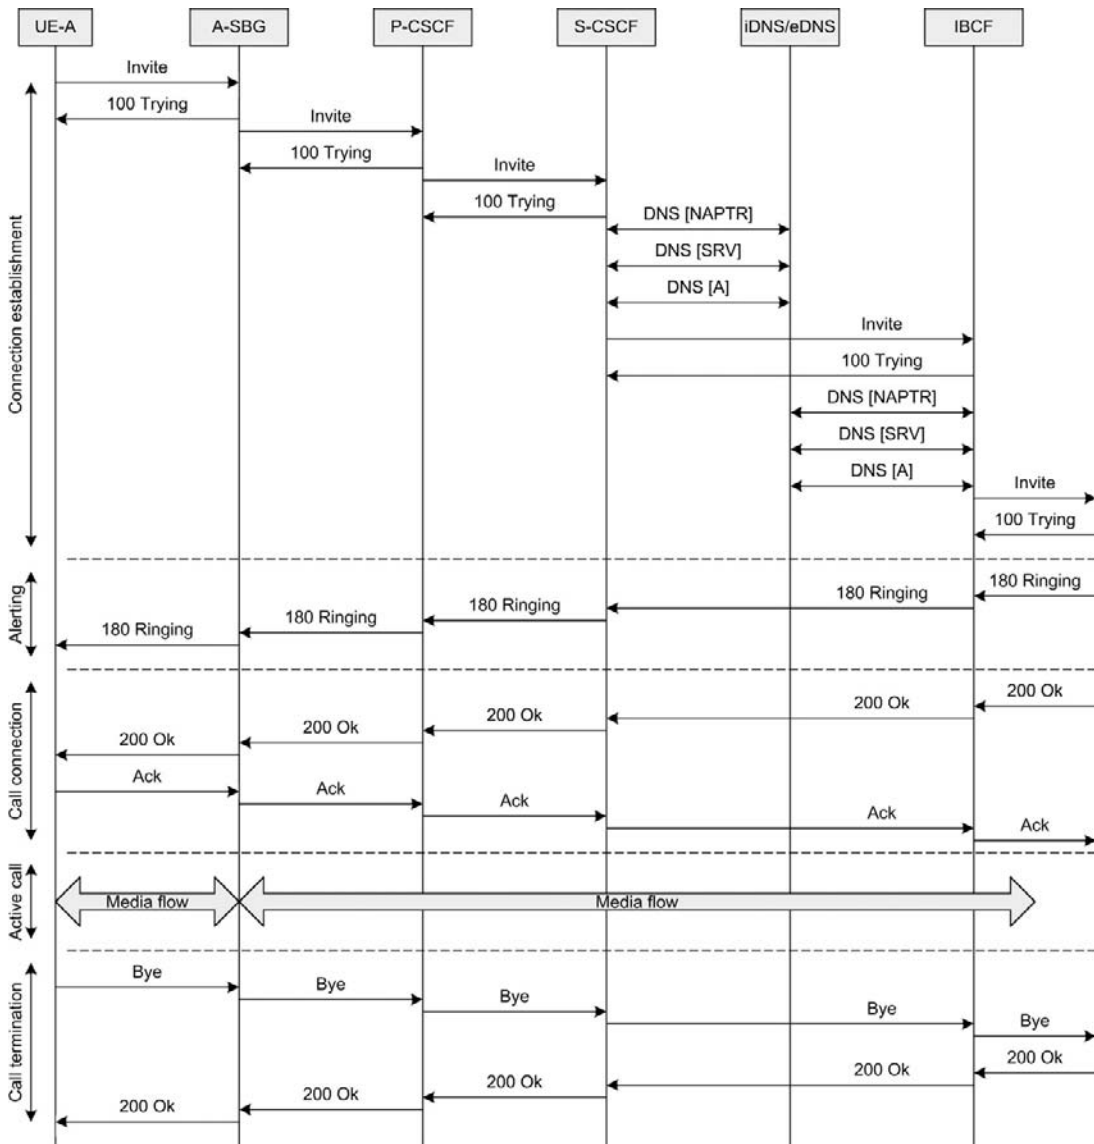 UE-A
A-SBG
P-CSCF
S-CSCF
iDNS/eDNS
IBCF
Connection establishment
Invite
100 Trying
Invite
100 Trying
Invite
100 Trying
DNS [NAPTR]
DNS [SRV]
DNS [A]
Invite
100 Trying
DNS [NAPTR]
DNS [SRV]
DNS [A]
Invite
100 Trying
Alerting
180 Ringing
180 Ringing
180 Ringing
180 Ringing
180 Ringing
Call connection
200 Ok
200 Ok
200 Ok
200 Ok
200 Ok
Ack
Ack
Ack
Ack
Ack
Active call
Media flow
Media flow
Call termination
Bye
Bye
Bye
Bye
Bye
200 Ok
200 Ok
200 Ok
200 Ok
200 Ok